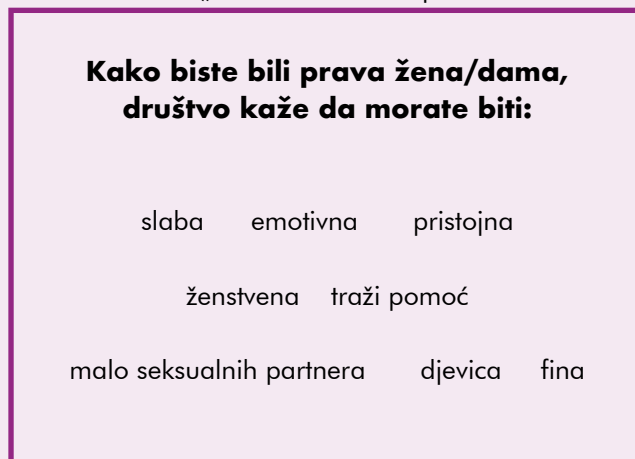 Kako biste bili prava žena/dama,
društvo kaže da morate biti:
slaba emotivna pristojna
ženstvena traži pomoć
malo seksualnih partnera djevica fina